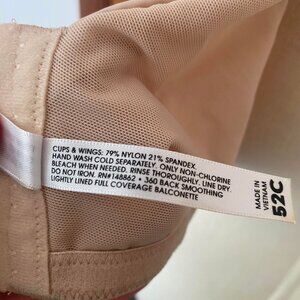 CUPS & WINGS: 79% NYLON 21% SPANDEX
HAND WASH COLD SEPARATELY. ONLY NON-CHLORINE
BLEACH WHEN NEEDED. RINSE THOROUGHLY. LINE DRY.
DO NOT IRON. RN#148862 • 360 BACK SMOOTHING
LIGHTLY LINED FULL COVERAGE BALCONETTE
MADE IN
VIETNAM
52C